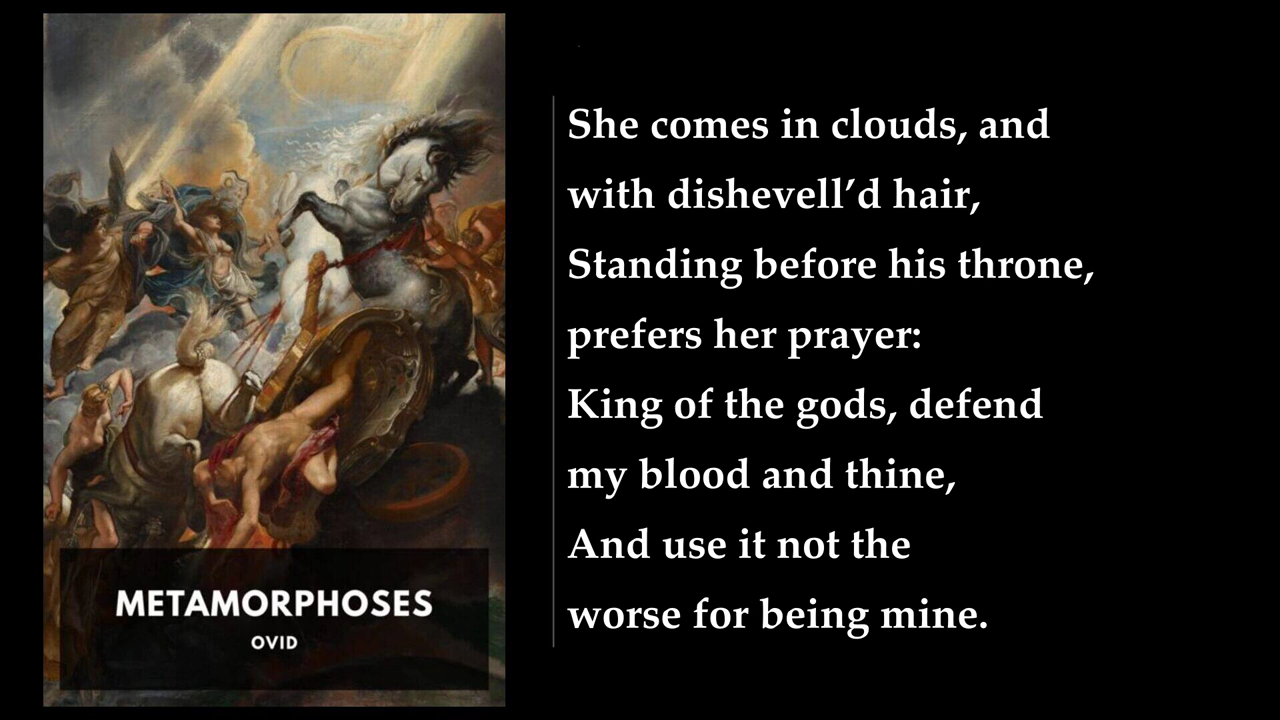 METAMORPHOSES
OVID
She comes in clouds, and
with dishevell’d hair,
Standing before his throne,
prefers her prayer:
King of the gods, defend
my blood and thine,
And use it not the
worse for being mine.